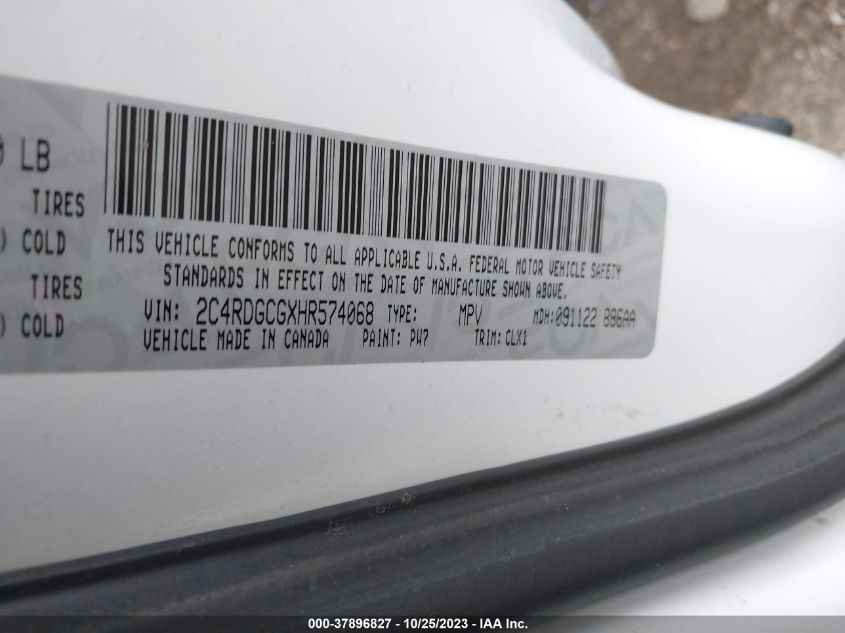 LB
TIRES
) COLD
TIRES
) COLD
THIS VEHICLE CONFORMS TO ALL APPLICABLE U.S.A. FEDERAL MOTOR VEHICLE SAFETY
STANDARDS IN EFFECT ON THE DATE OF MANUFACTURE SHOWN ABOVE.
VIN: 2C4RDGCGXHR574068 TYPE: MPV MDH:091122 886AA
VEHICLE MADE IN CANADA PAINT: PW7 TRIM: CLX1
000-37896827 - 10/25/2023 - IAA Inc.